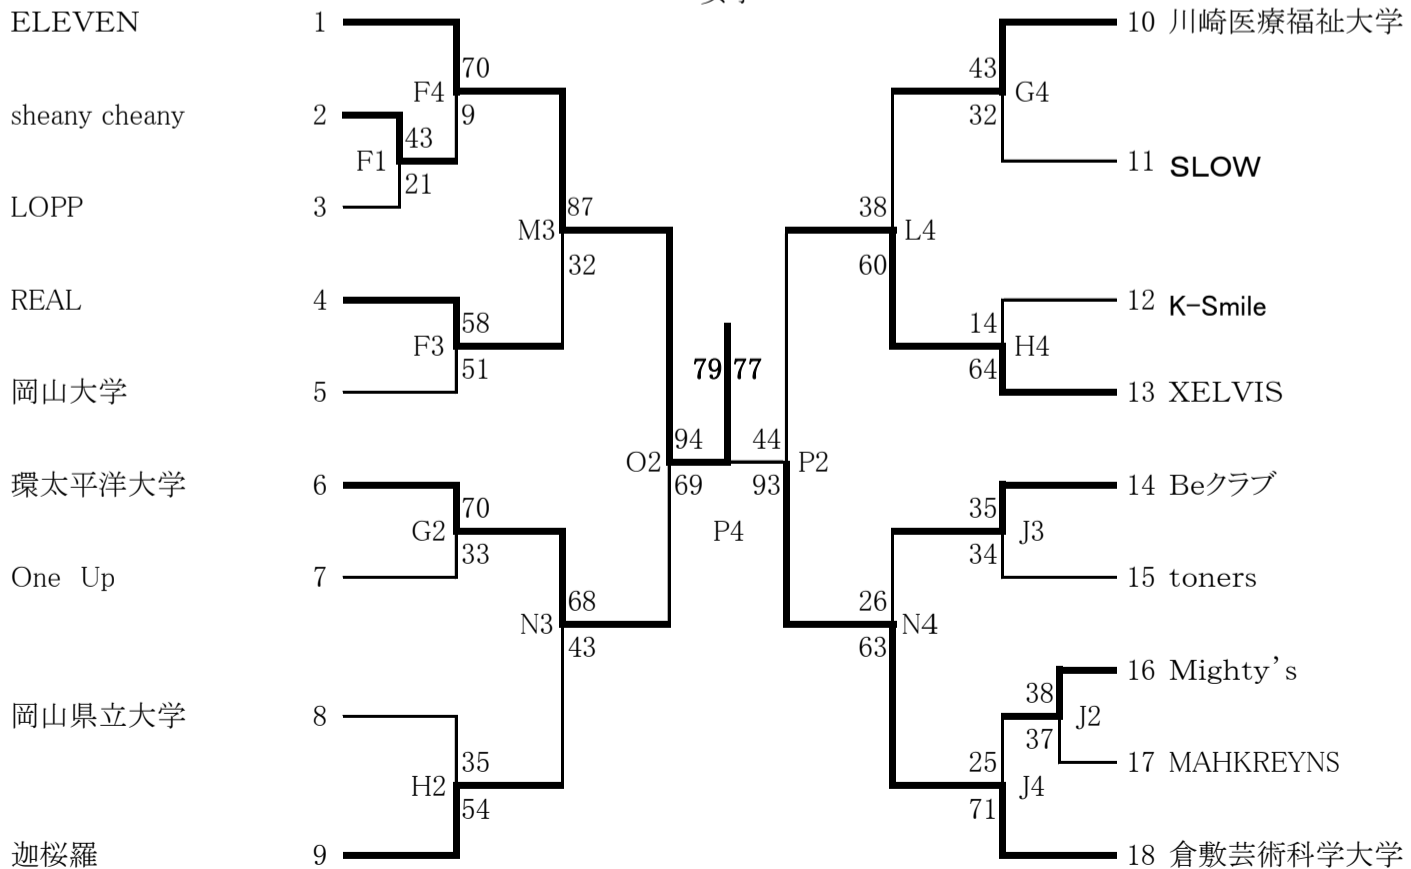 ELEVEN 1 10 川崎医療福祉大学
70 43
F4 G4
sheany cheany 2 9 32
43
F1 11 SLOW
21
LOPP 3 87 38
M3 L4
32 60
REAL 4 12 K-Smile
58 14
F3 H4
51 79 77 64
岡山大学 5 13 XELVIS
94 44
O2 P2
環太平洋大学 6 69 93 14 Beクラブ
70 35
G2 P4 J3
33 34
One Up 7 15 toners
68 26
N3 N4
43 63
16 Mighty's
38
岡山県立大学 8 J2
37
35 25 17 MAHKREYNS
H2 J4
54 71
迦桜羅 9 18 倉敷芸術科学大学